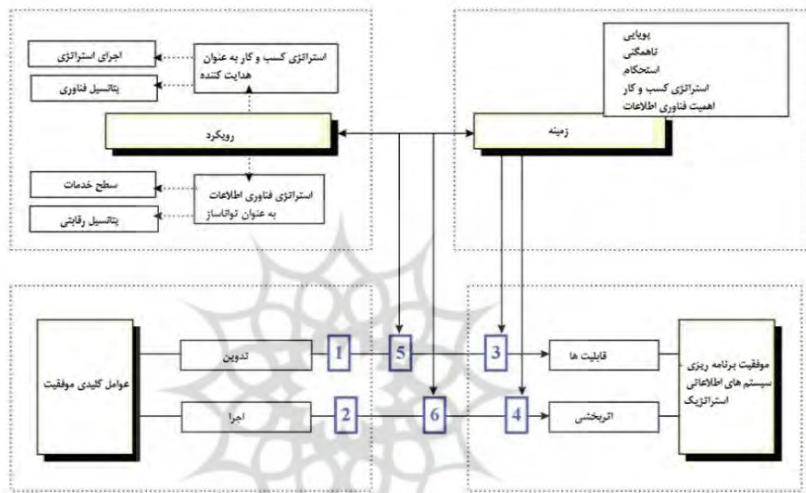 پویایی
ناهمگنی
استحکام
استراتژی کسب و کار
اهمیت فناوری اطلاعات
زمینه
استراتژی کسب و کار به عنوان
هدایت کننده
اجرای استراتژی
پتانسیل فناوری
رویکرد
استراتژی فناوری اطلاعات
به عنوان تواناساز
سطح خدمات
پتانسیل رقابتی
عوامل کلیدی موفقیت
تدوین
1
5
3
قابلیت ها
اجرا
2
6
4
اثربخشی
موفقیت برنامه ریزی
سیستم های اطلاعاتی
استراتژیک